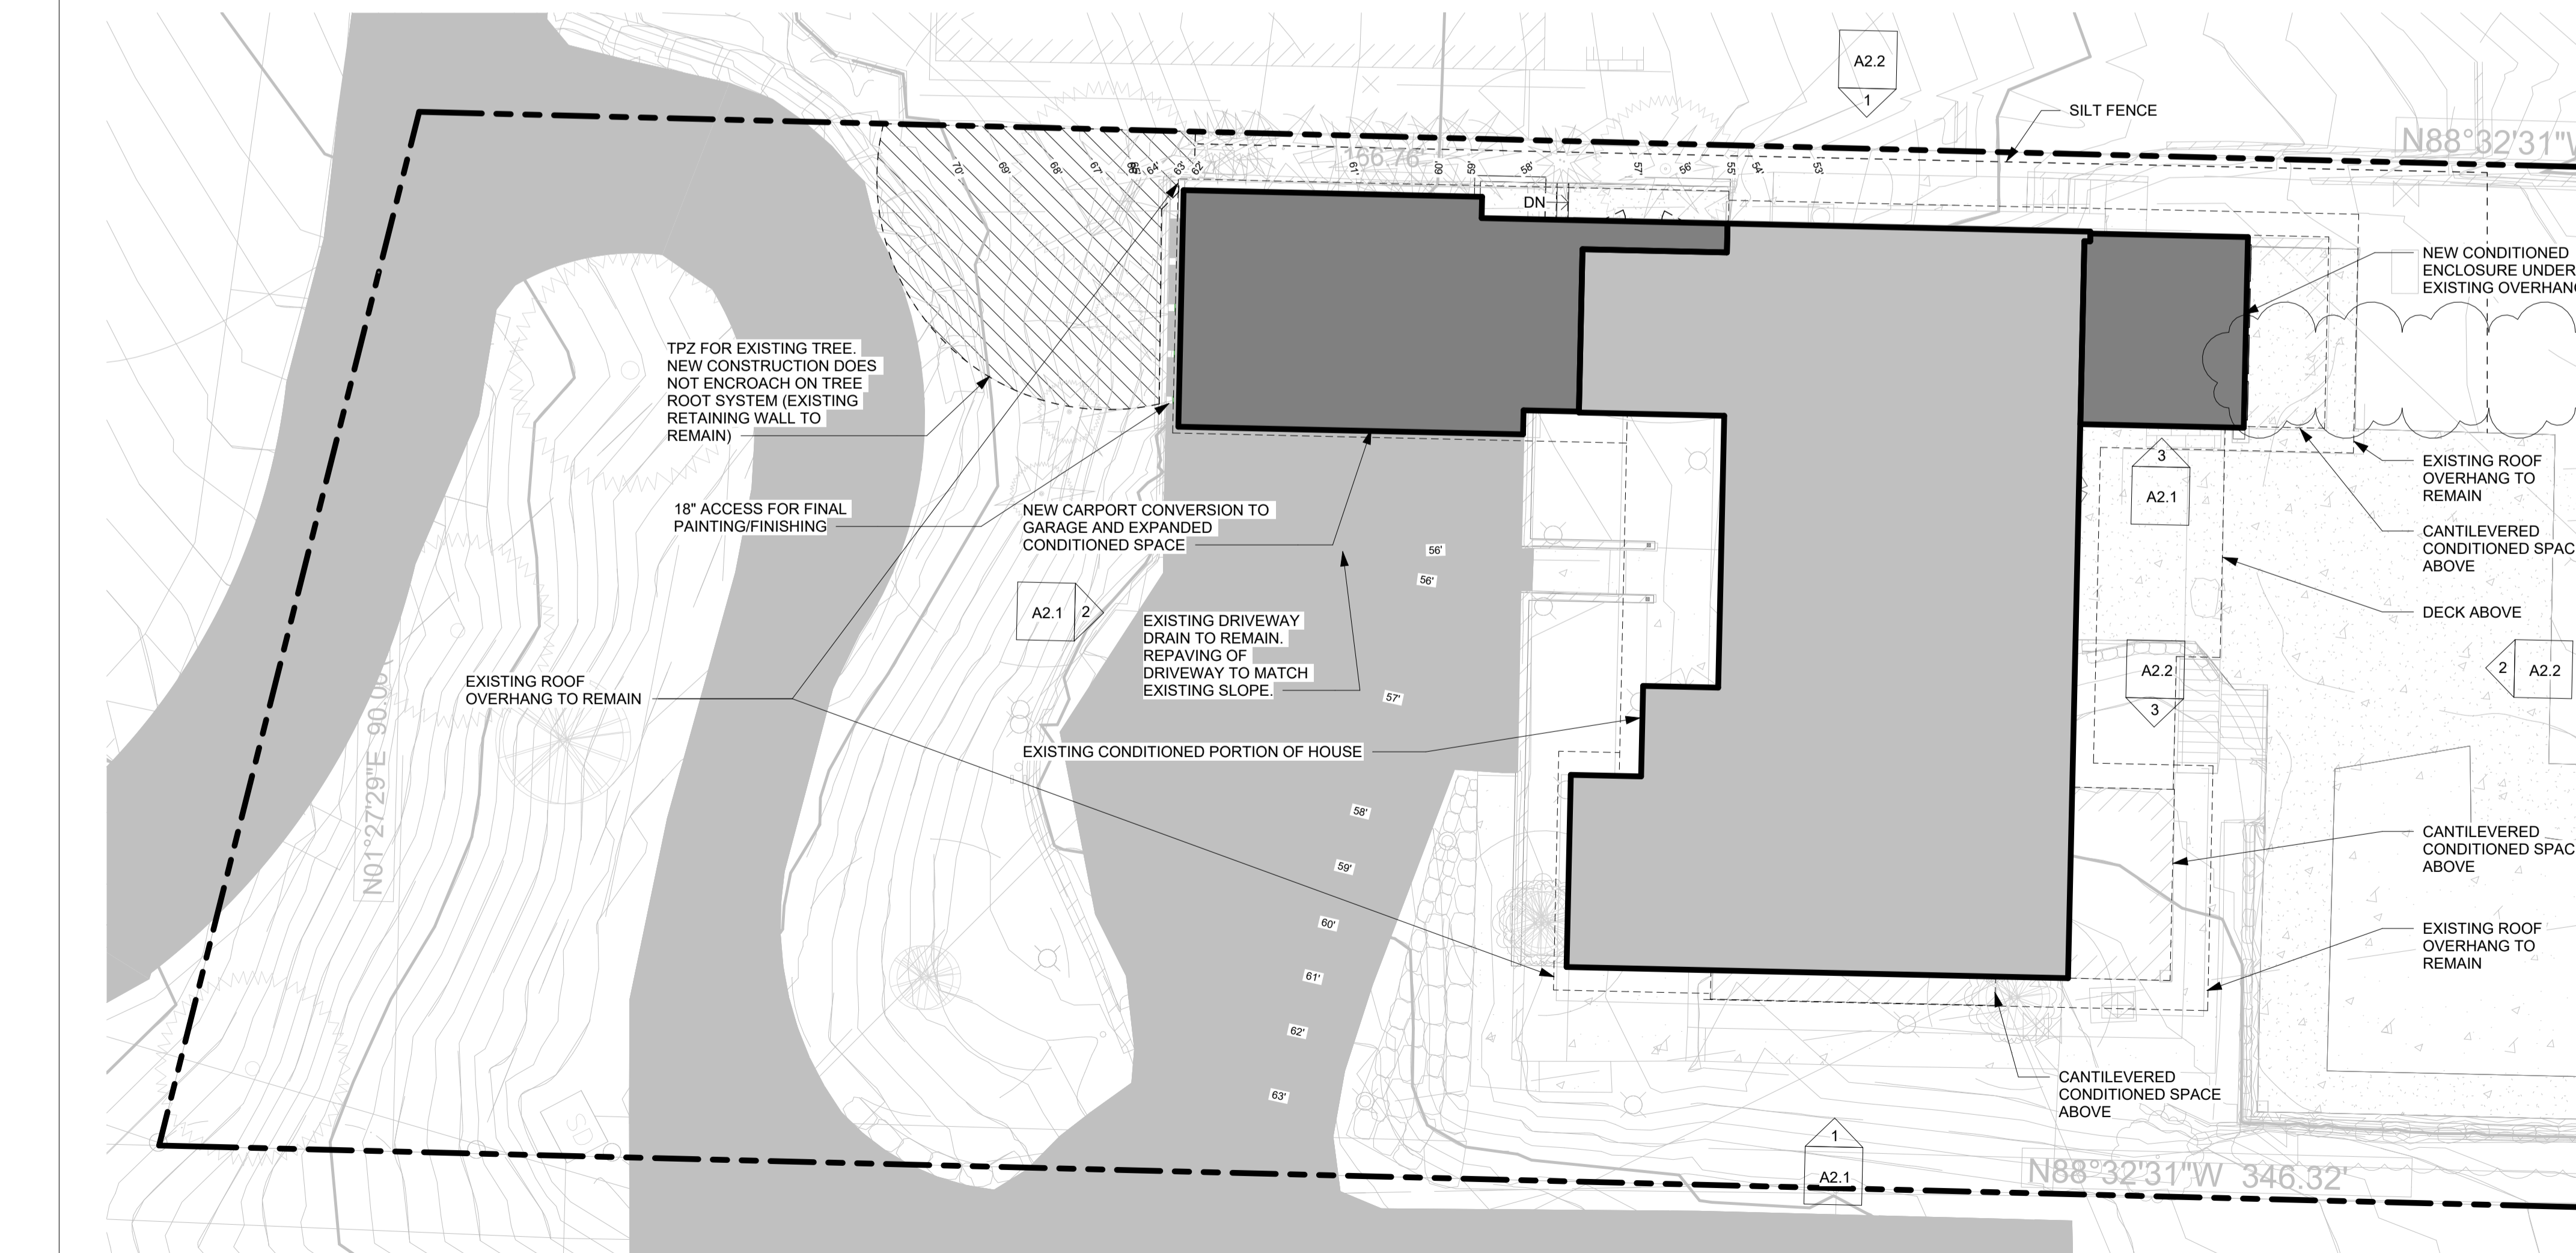 A2.2
1
SILT FENCE
N88°32'31"W
166.76'
70'
69'
68'
67'
64'
63'
62'
61'
60'
59'
58'
57'
56'
55'
54'
53'
DN
NEW CONDITIONED
ENCLOSURE UNDER
EXISTING OVERHANG
TPZ FOR EXISTING TREE.
NEW CONSTRUCTION DOES
NOT ENCROACH ON TREE
ROOT SYSTEM (EXISTING
RETAINING WALL TO
REMAIN)
18" ACCESS FOR FINAL
PAINTING/FINISHING
NEW CARPORT CONVERSION TO
GARAGE AND EXPANDED
CONDITIONED SPACE
3
A2.1
EXISTING ROOF
OVERHANG TO
REMAIN
CANTILEVERED
CONDITIONED SPAC
ABOVE
56'
56'
A2.1
2
EXISTING DRIVEWAY
DRAIN TO REMAIN.
REPAVING OF
DRIVEWAY TO MATCH
EXISTING SLOPE.
DECK ABOVE
EXISTING ROOF
OVERHANG TO REMAIN
57'
A2.2
3
2
A2.2
EXISTING CONDITIONED PORTION OF HOUSE
N01°27'29"E 90.00'
58'
59'
60'
61'
62'
63'
CANTILEVERED
CONDITIONED SPAC
ABOVE
EXISTING ROOF
OVERHANG TO
REMAIN
CANTILEVERED
CONDITIONED SPACE
ABOVE
SD
1
A2.1
N88°32'31"W 346.32'